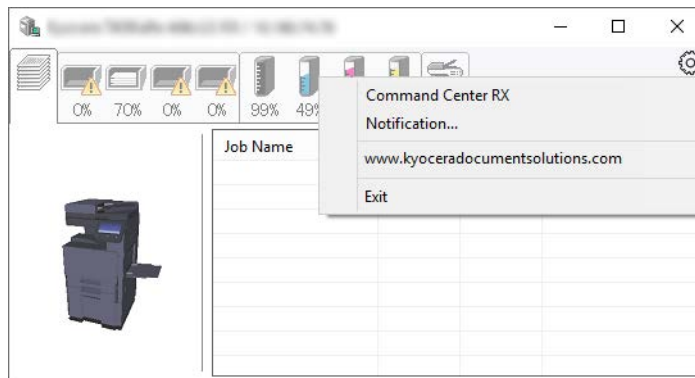 0% 70% 0% 0% 99%
Job Name
Command Center RX
Notification...
www.kyoceradocumentsolutions.com
Exit